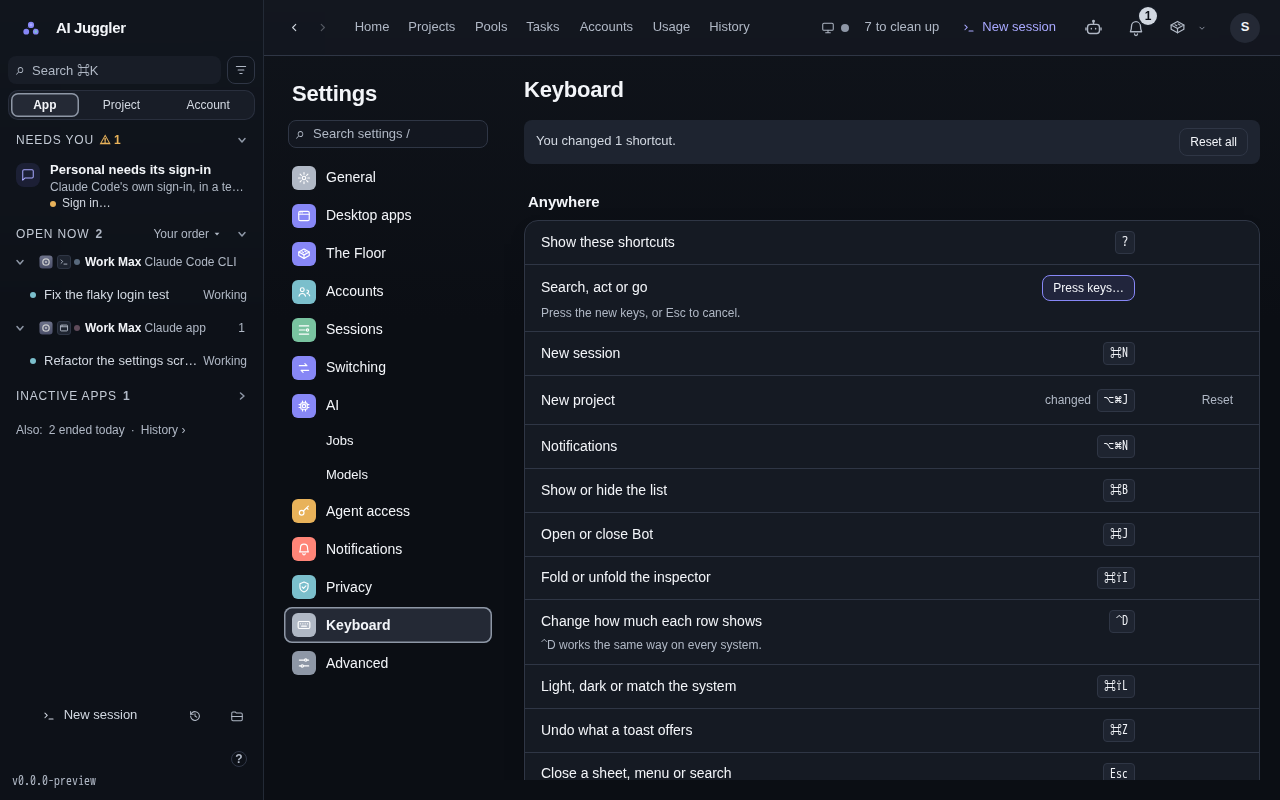 AI Juggler
Search ⌘K
App Project Account
NEEDS YOU 1
Personal needs its sign-in
Claude Code's own sign-in, in a te…
Sign in…
OPEN NOW 2 Your order
Work Max Claude Code CLI
Fix the flaky login test Working
Work Max Claude app 1
Refactor the settings scr… Working
INACTIVE APPS 1
Also: 2 ended today · History ›
New session
?
v0.0.0-preview
Home Projects Pools Tasks Accounts Usage History 7 to clean up New session 1 S
Settings
Search settings /
General
Desktop apps
The Floor
Accounts
Sessions
Switching
AI
Jobs
Models
Agent access
Notifications
Privacy
Keyboard
Advanced
Keyboard
You changed 1 shortcut. Reset all
Anywhere
Show these shortcuts ?
Search, act or go Press keys…
Press the new keys, or Esc to cancel.
New session ⌘N
New project changed ⌥⌘J Reset
Notifications ⌥⌘N
Show or hide the list ⌘B
Open or close Bot ⌘J
Fold or unfold the inspector ⌘⇧I
Change how much each row shows ^D
^D works the same way on every system.
Light, dark or match the system ⌘⇧L
Undo what a toast offers ⌘Z
Close a sheet, menu or search Esc